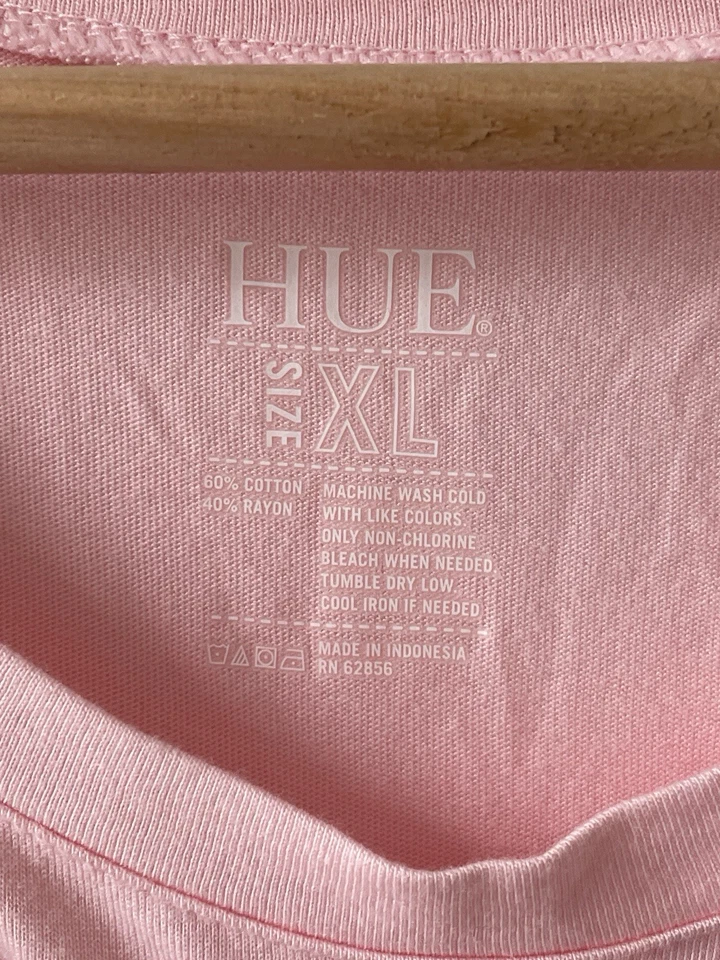 HUE®
SIZE XL
60% COTTON
40% RAYON
MACHINE WASH COLD
WITH LIKE COLORS.
ONLY NON-CHLORINE
BLEACH WHEN NEEDED.
TUMBLE DRY LOW.
COOL IRON IF NEEDED
MADE IN INDONESIA
RN 62856